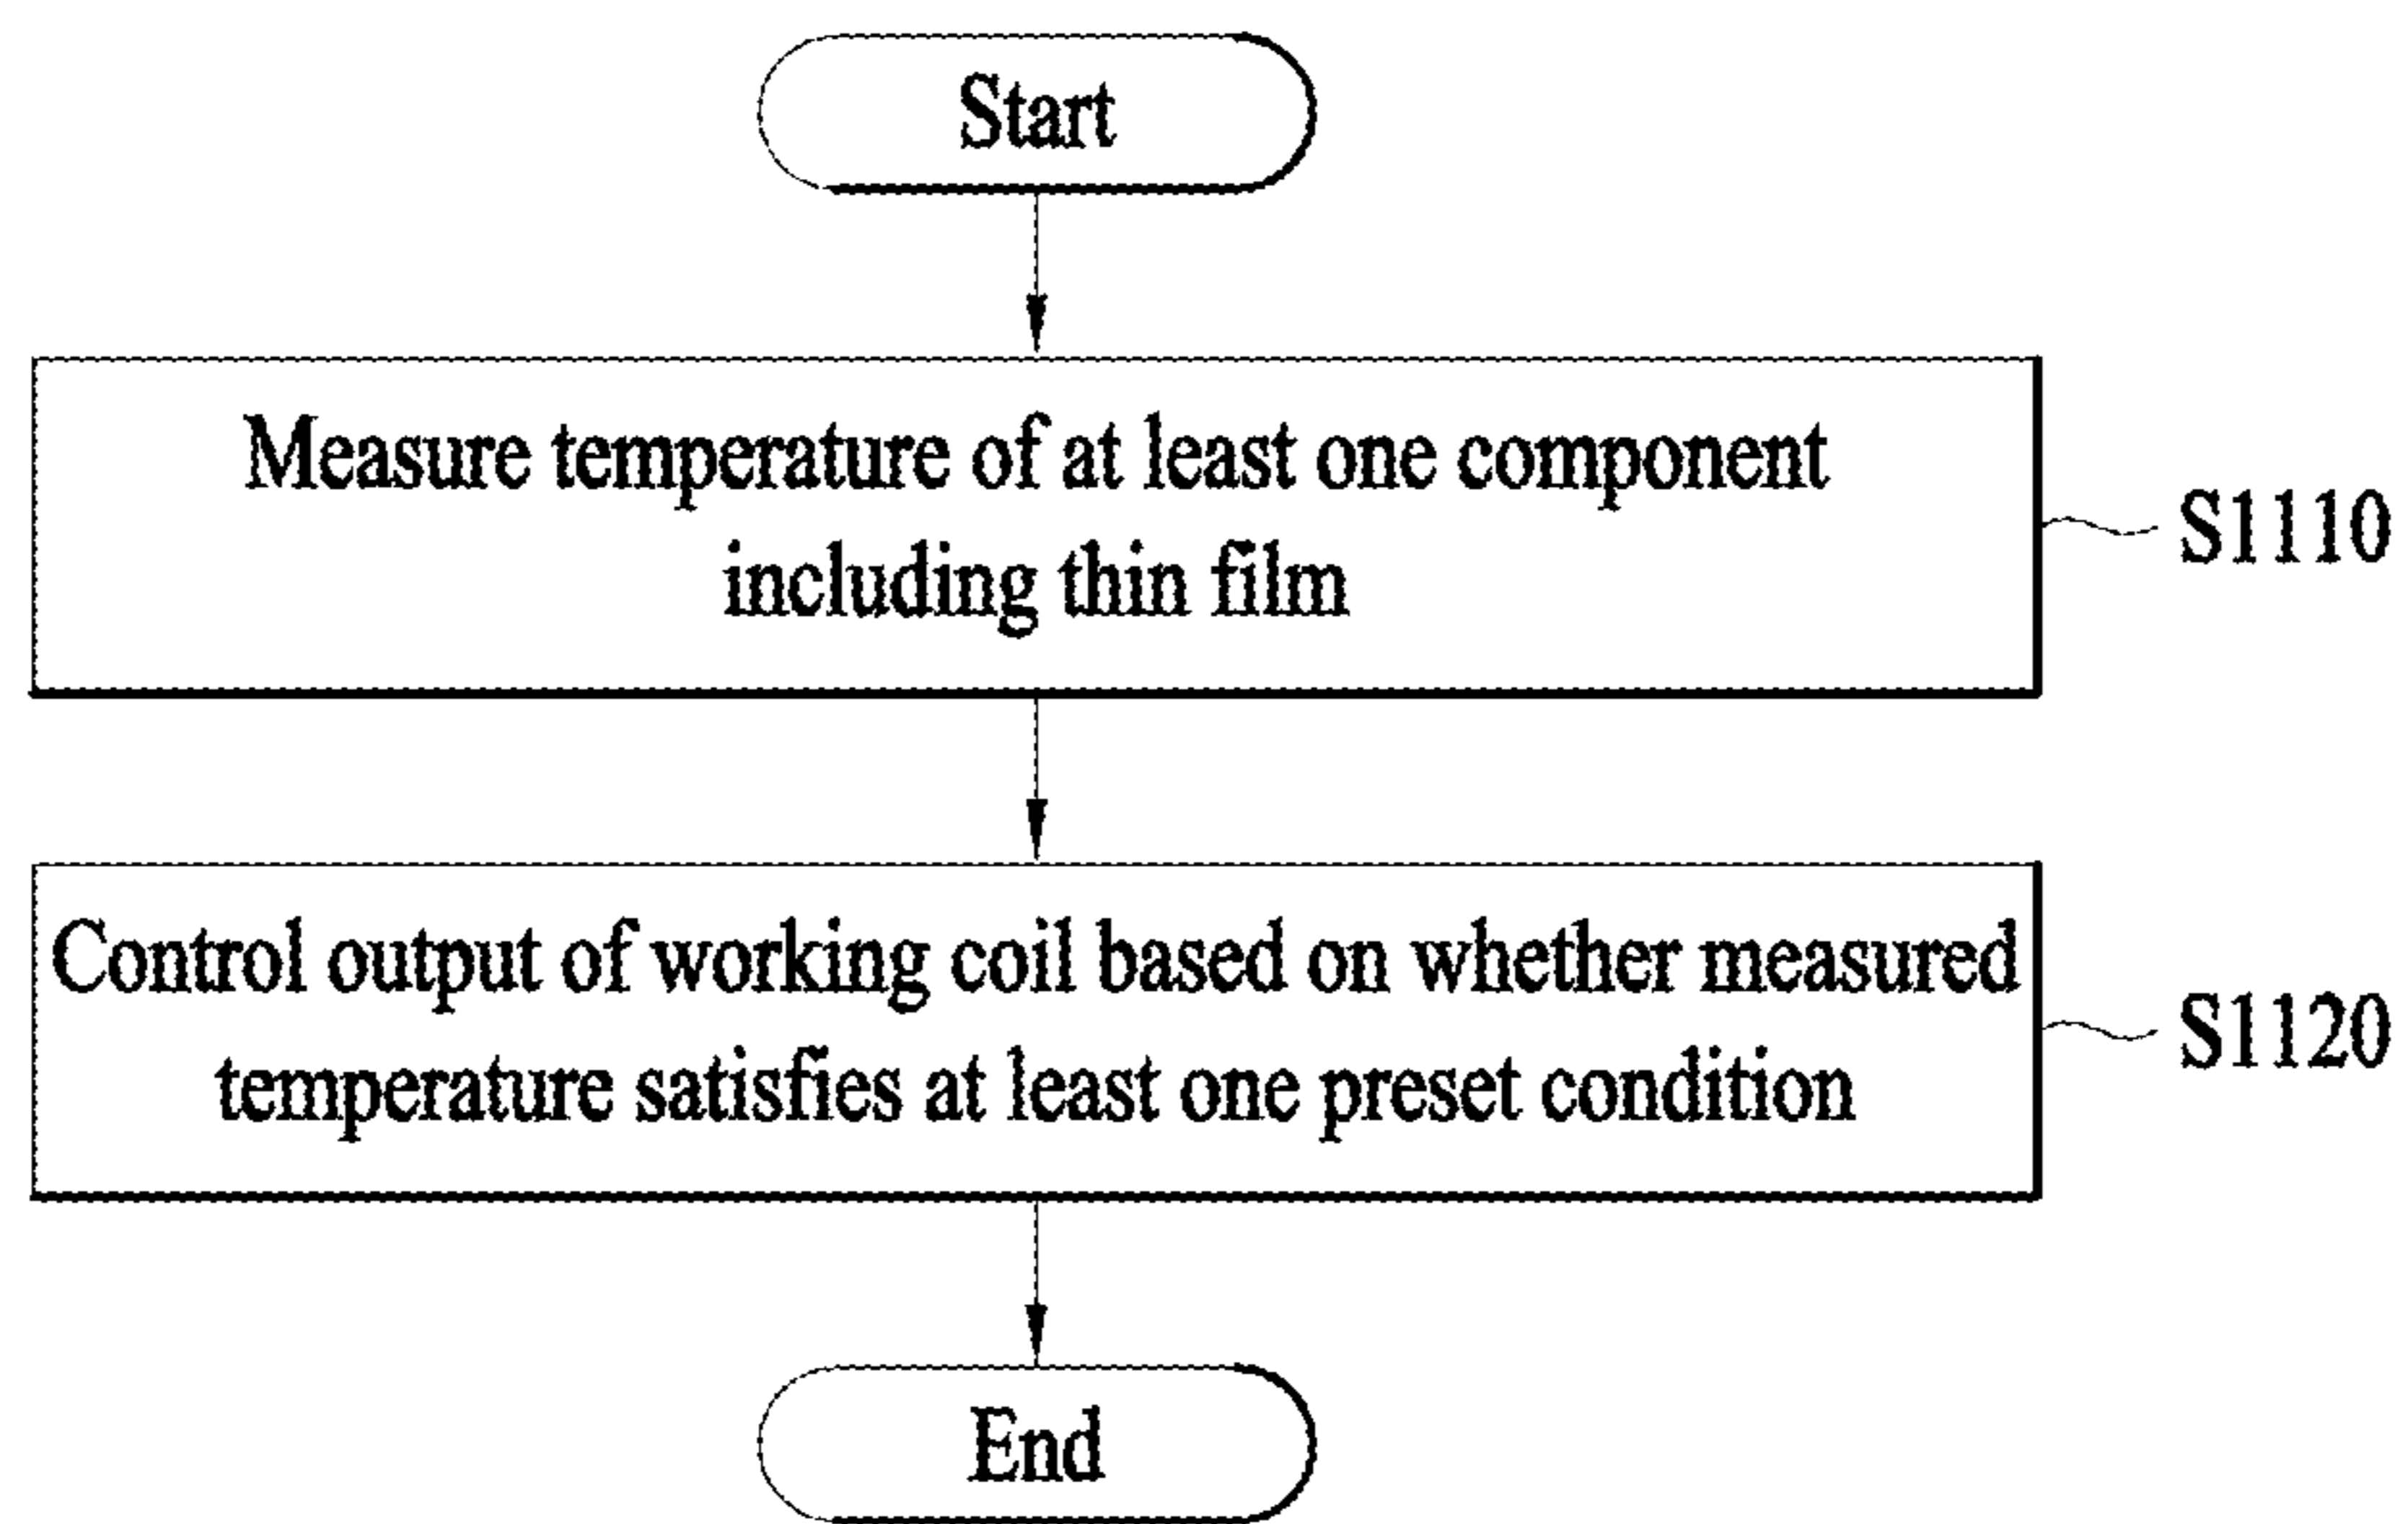 Start
Measure temperature of at least one component
including thin film
S1110
Control output of working coil based on whether measured
temperature satisfies at least one preset condition
S1120
End